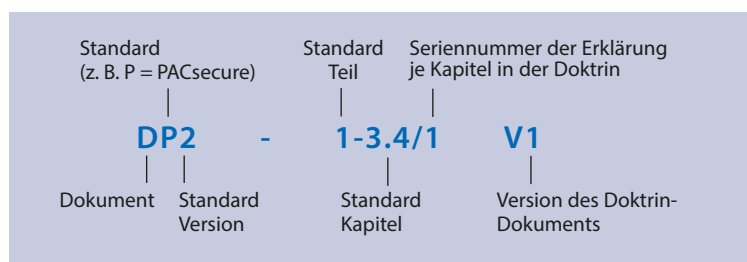 Standard
(z. B. P = PACsecure)
Standard
Teil
Seriennummer der Erklärung
je Kapitel in der Doktrin
DP2 - 1-3.4/1 V1
Dokument
Standard
Version
Standard
Kapitel
Version des Doktrin-
Dokuments